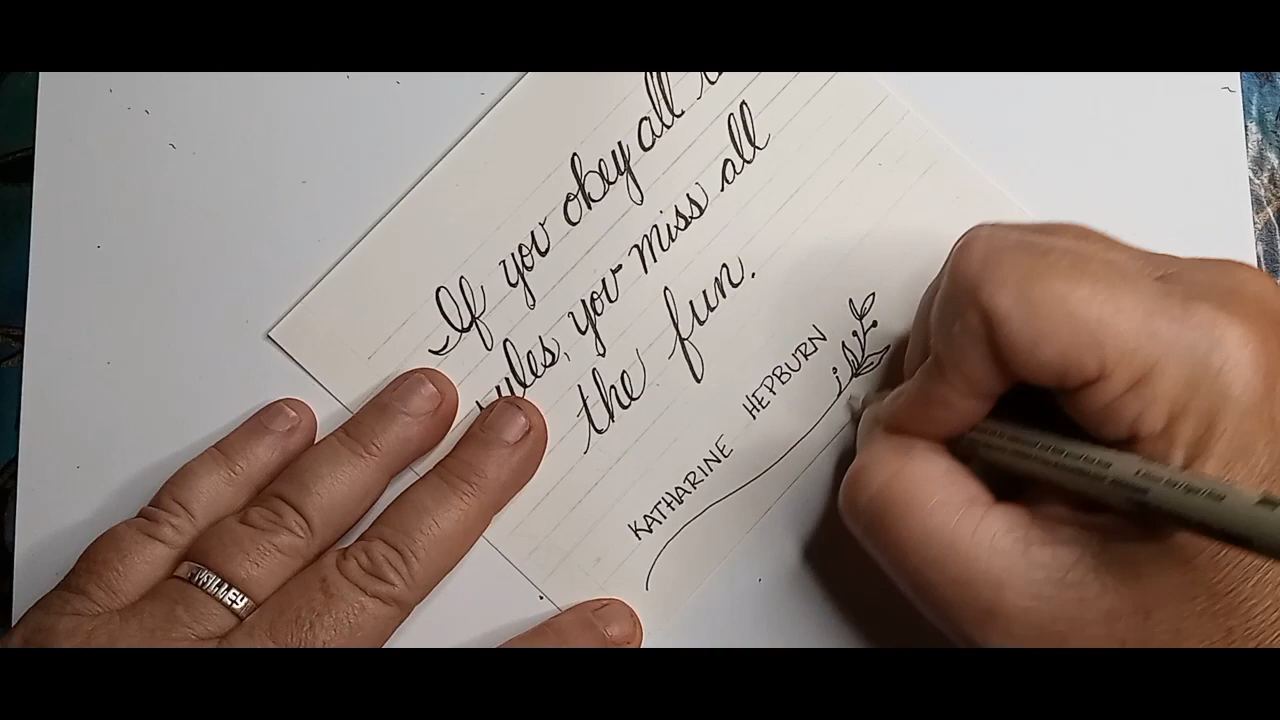 If you obey all
rules, you miss all
the fun.
KATHARINE HEPBURN